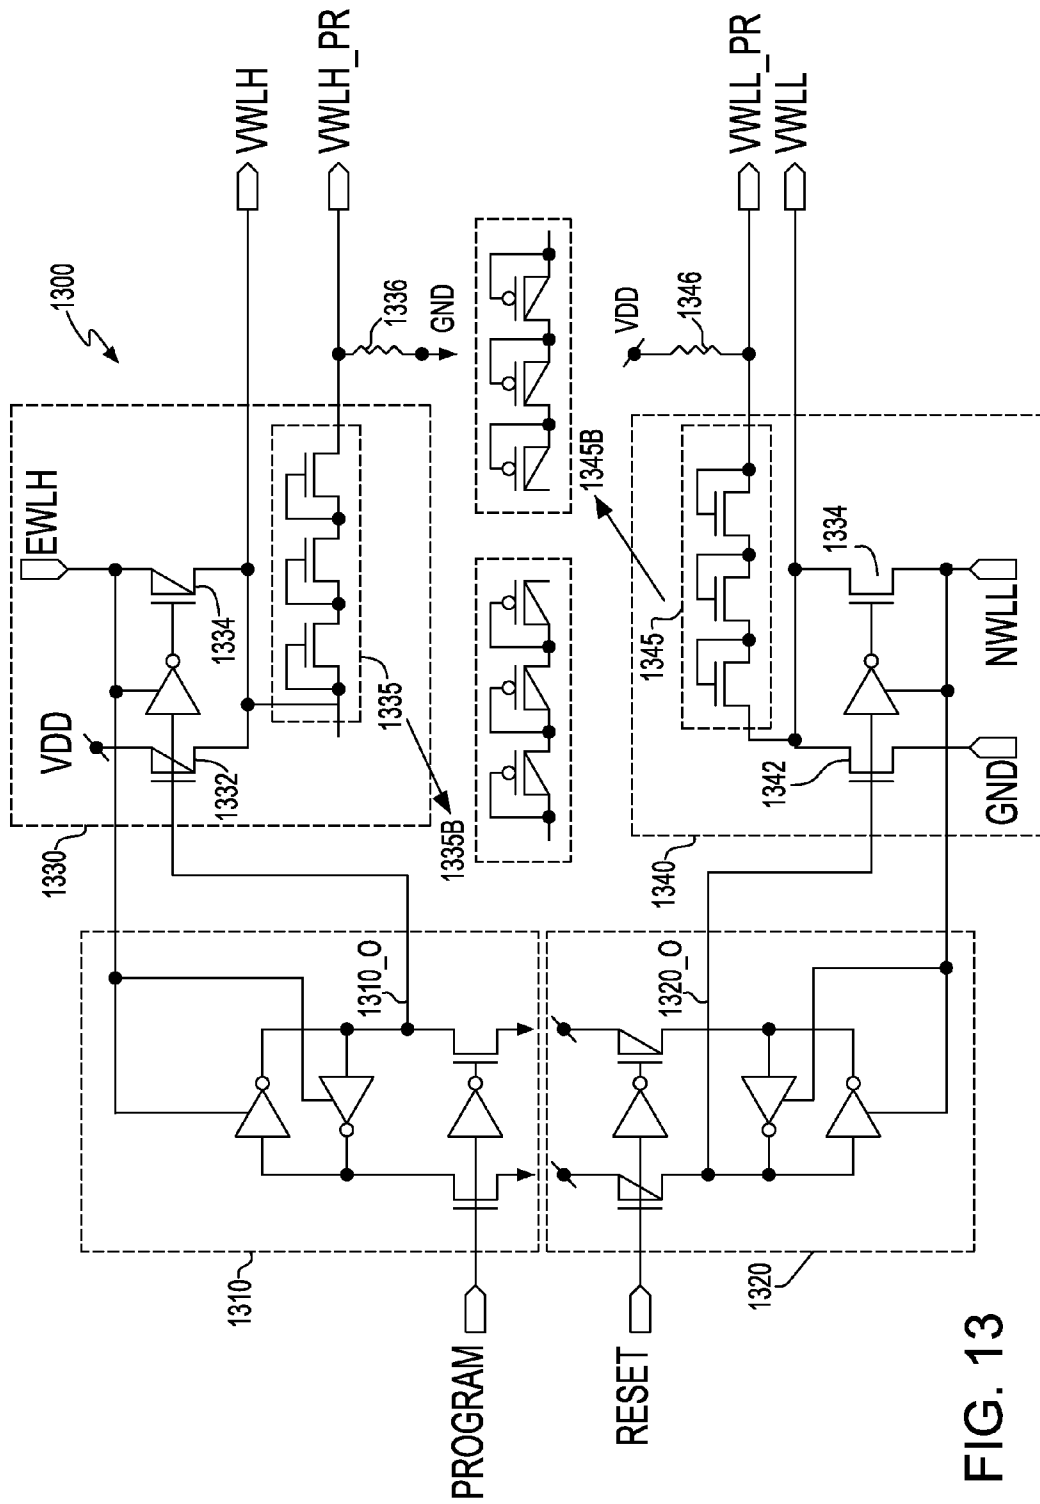 1300
EWLH
VDD
1334
1332
1330
1335
VWLH
VWLH_PR
1336
GND
1335B
1345B
1310_O
1310
PROGRAM
RESET
1320_O
1320
1340
1345
VDD
1346
VWLL_PR
VWLL
1342
1334
GND
NWLL
FIG. 13